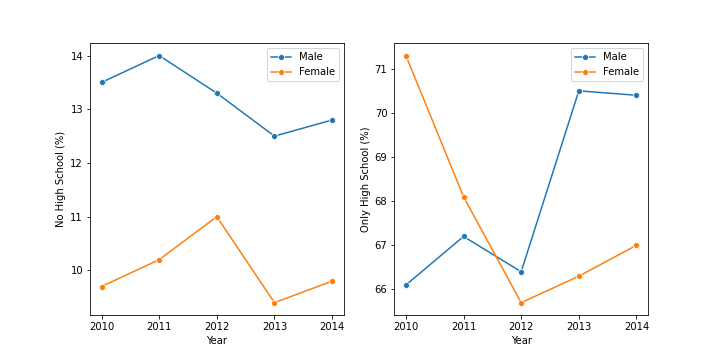 No High School (%)
14
13
12
11
10
Male
Female
2010 2011 2012 2013 2014
Year
Only High School (%)
71
70
69
68
67
66
Male
Female
2010 2011 2012 2013 2014
Year